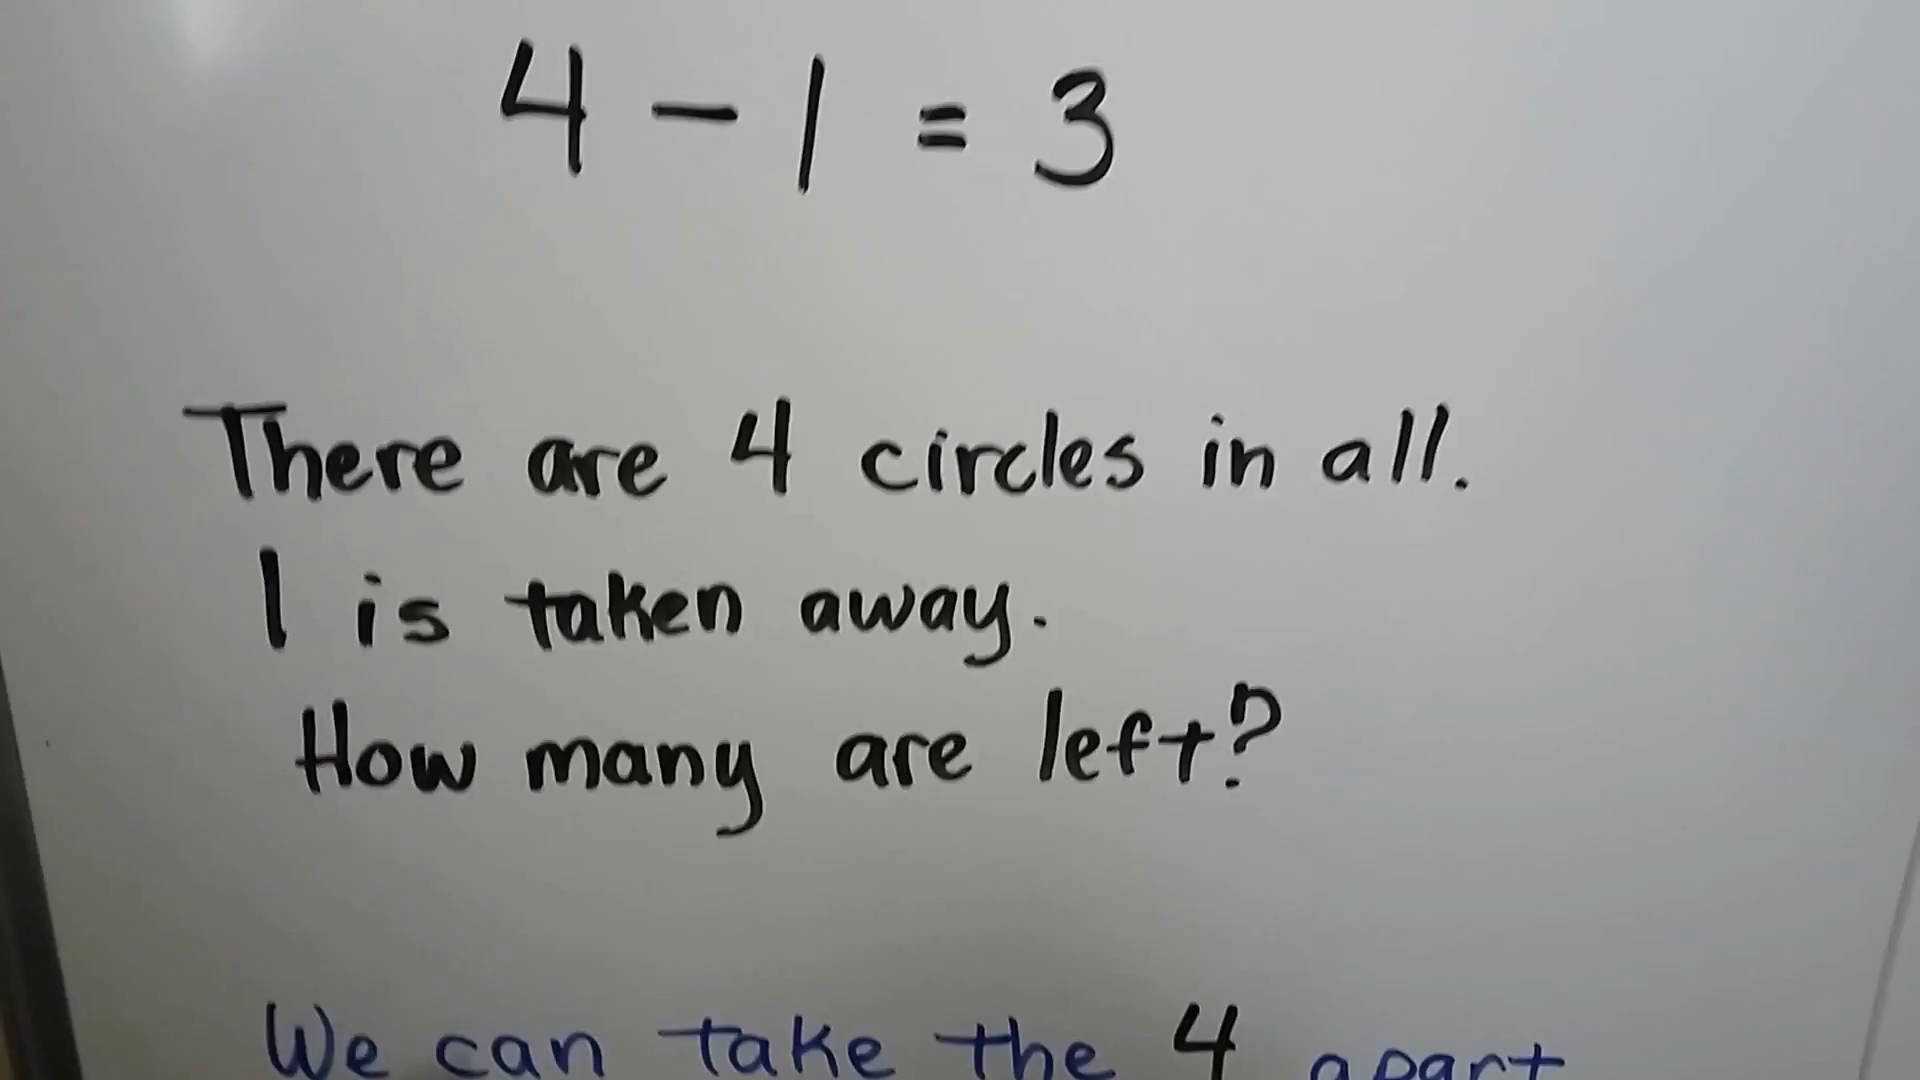 4 - 1 = 3
There are 4 circles in all.
1 is taken away.
How many are left?
We can take the 4 apart